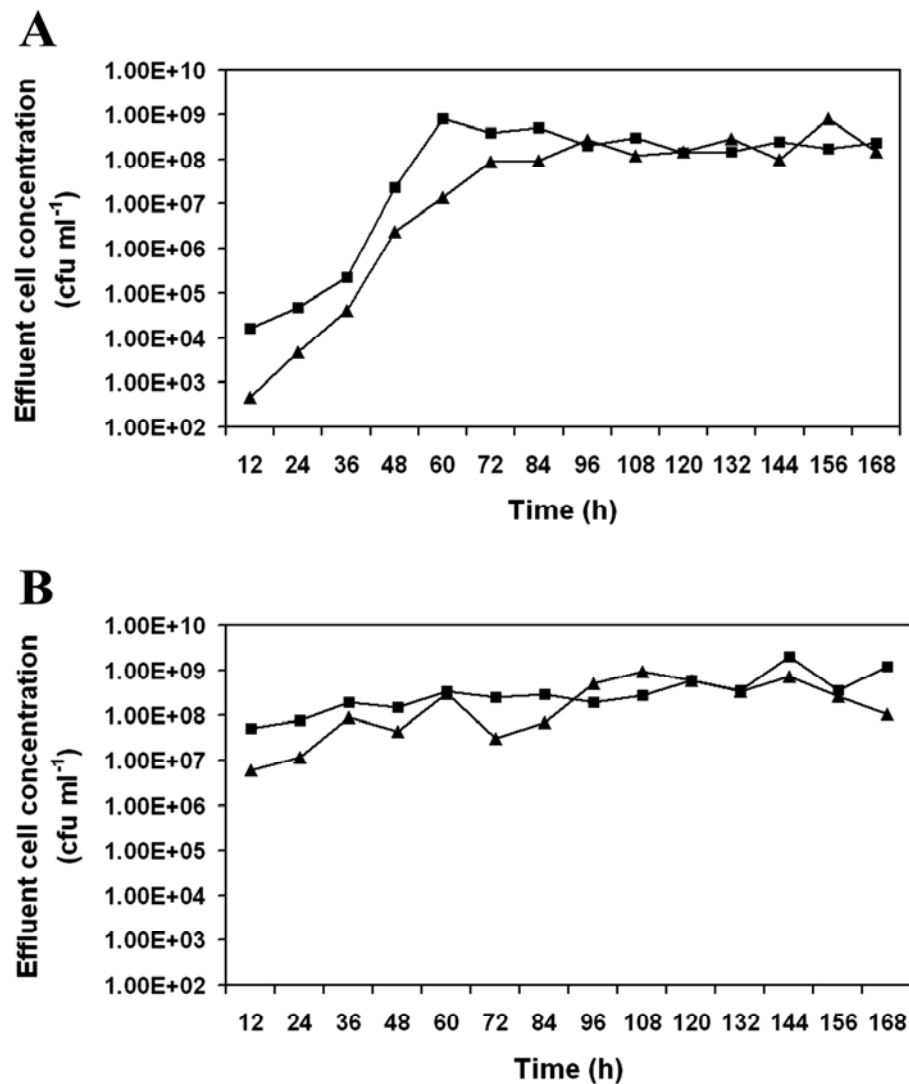 A
Effluent cell concentration
(cfu ml⁻¹)
1.00E+10
1.00E+09
1.00E+08
1.00E+07
1.00E+06
1.00E+05
1.00E+04
1.00E+03
1.00E+02
12 24 36 48 60 72 84 96 108 120 132 144 156 168
Time (h)
B
Effluent cell concentration
(cfu ml⁻¹)
1.00E+10
1.00E+09
1.00E+08
1.00E+07
1.00E+06
1.00E+05
1.00E+04
1.00E+03
1.00E+02
12 24 36 48 60 72 84 96 108 120 132 144 156 168
Time (h)